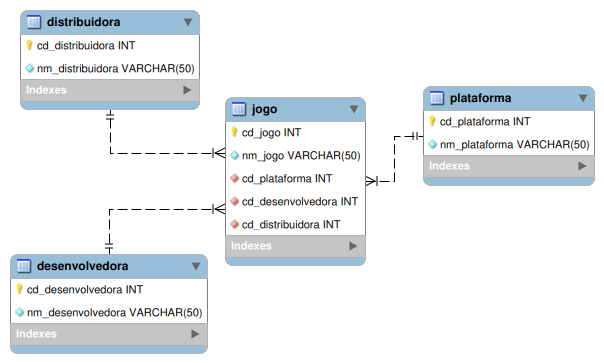 distribuidora
cd_distribuidora INT
nm_distribuidora VARCHAR(50)
Indexes
jogo
cd_jogo INT
nm_jogo VARCHAR(50)
cd_plataforma INT
cd_desenvolvedora INT
cd_distribuidora INT
Indexes
plataforma
cd_plataforma INT
nm_plataforma VARCHAR(50)
Indexes
desenvolvedora
cd_desenvolvedora INT
nm_desenvolvedora VARCHAR(50)
Indexes